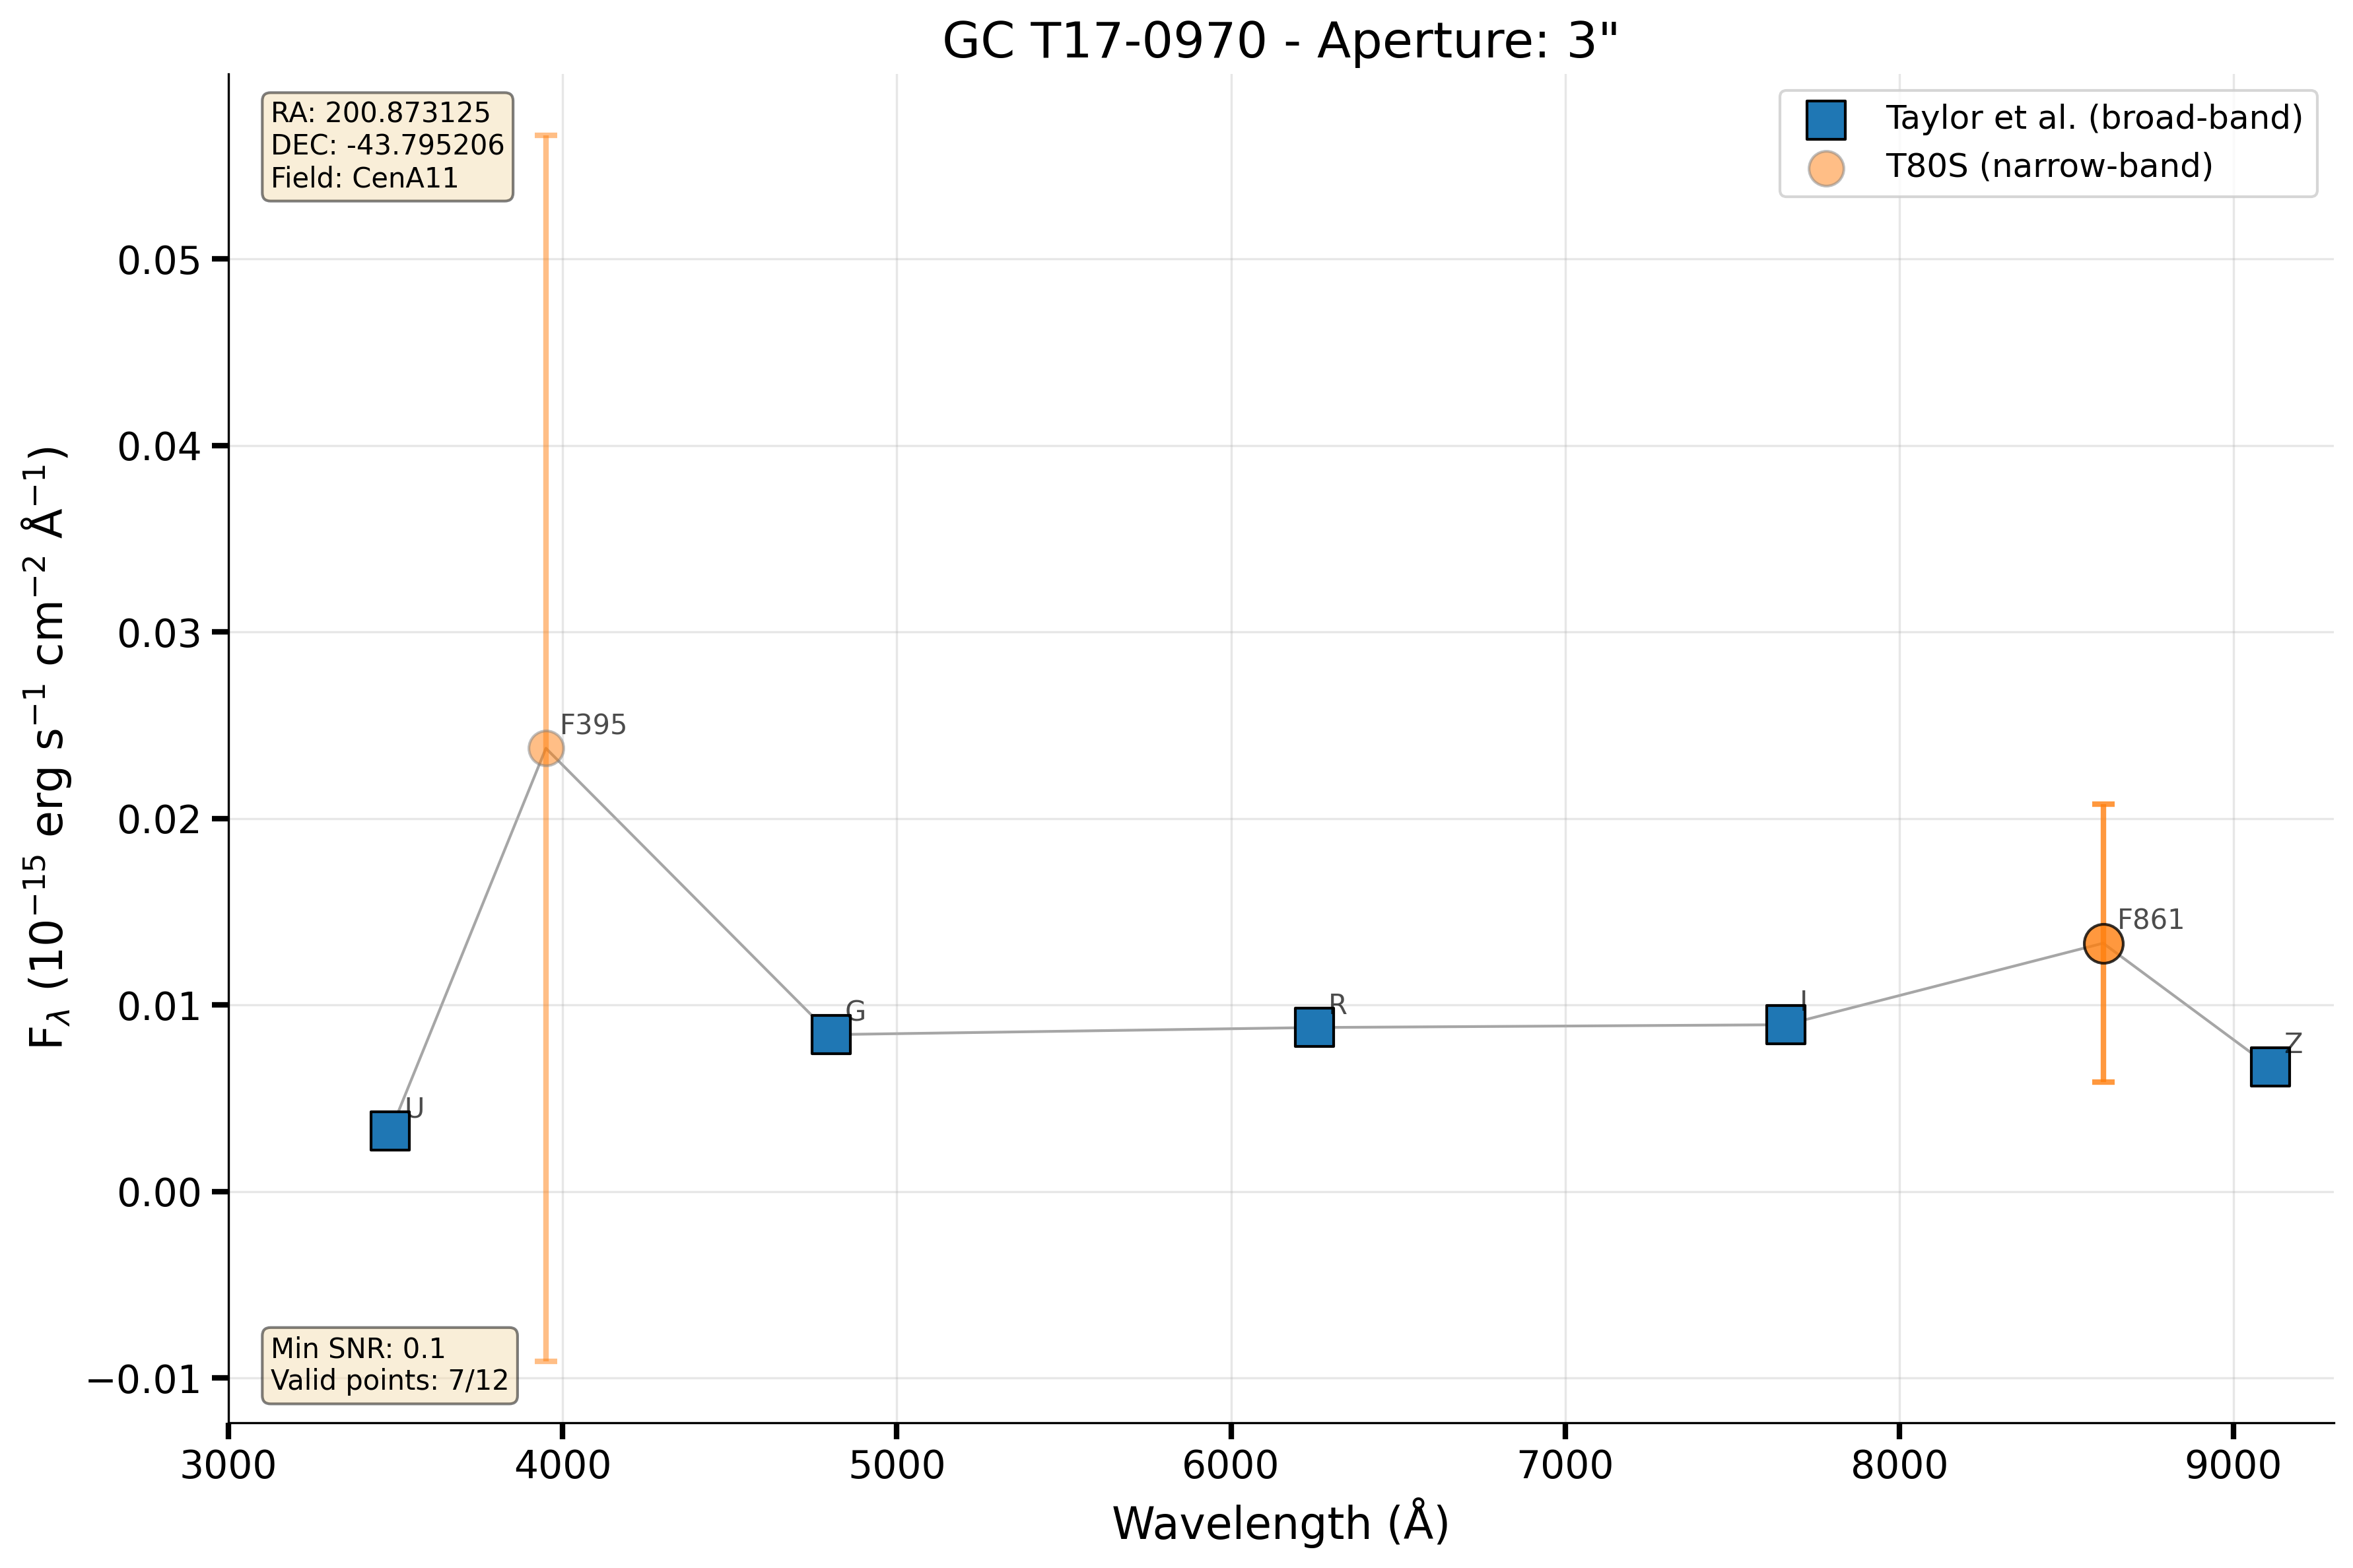 GC T17-0970 - Aperture: 3"
RA: 200.873125
DEC: -43.795206
Field: CenA11
Taylor et al. (broad-band)
T80S (narrow-band)
F_λ (10⁻¹⁵ erg s⁻¹ cm⁻² Å⁻¹)
0.05
0.04
0.03
0.02
0.01
0.00
−0.01
F395
F861
G
R
I
Z
U
Min SNR: 0.1
Valid points: 7/12
3000 4000 5000 6000 7000 8000 9000
Wavelength (Å)